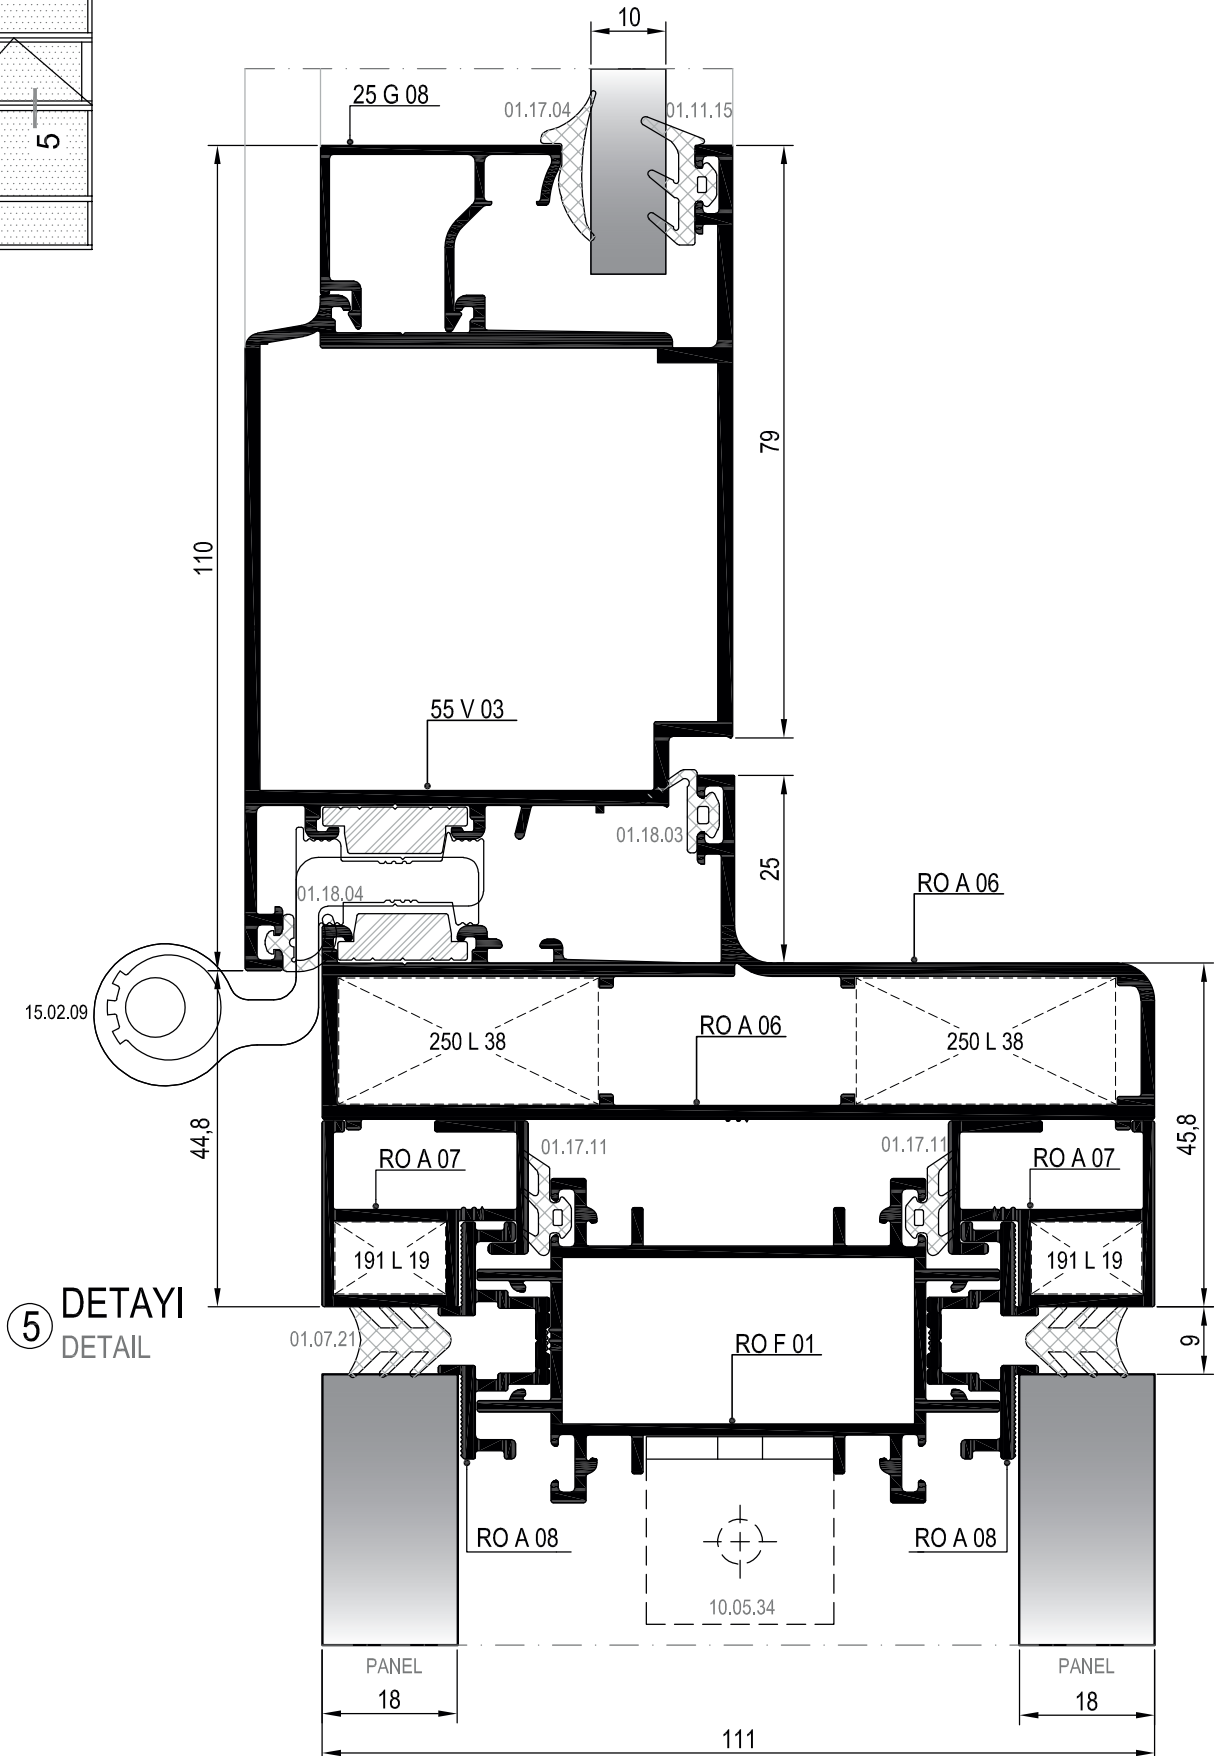 10
25 G 08
01.17.04
01.11.15
5
79
110
55 V 03
01.18.03
25
RO A 06
01.18.04
15.02.09
RO A 06
250 L 38
250 L 38
44,8
45,8
01.17.11
01.17.11
RO A 07
RO A 07
191 L 19
191 L 19
5 DETAYI
DETAIL
01.07.21
RO F 01
9
RO A 08
RO A 08
10.05.34
PANEL
PANEL
18
18
111